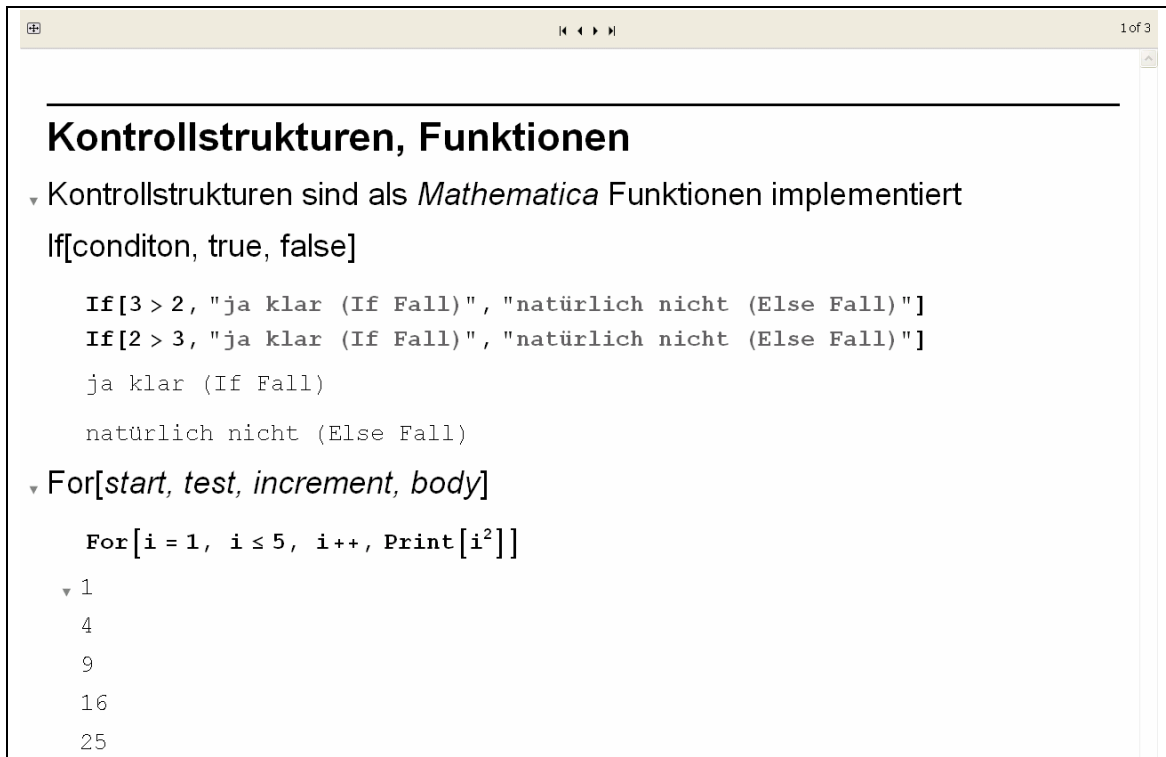 1 of 3
Kontrollstrukturen, Funktionen
Kontrollstrukturen sind als Mathematica Funktionen implementiert
If[conditon, true, false]
If[3 > 2, "ja klar (If Fall)", "natürlich nicht (Else Fall)"]
If[2 > 3, "ja klar (If Fall)", "natürlich nicht (Else Fall)"]
ja klar (If Fall)
natürlich nicht (Else Fall)
For[start, test, increment, body]
For[i = 1, i ≤ 5, i++, Print[i²]]
1
4
9
16
25